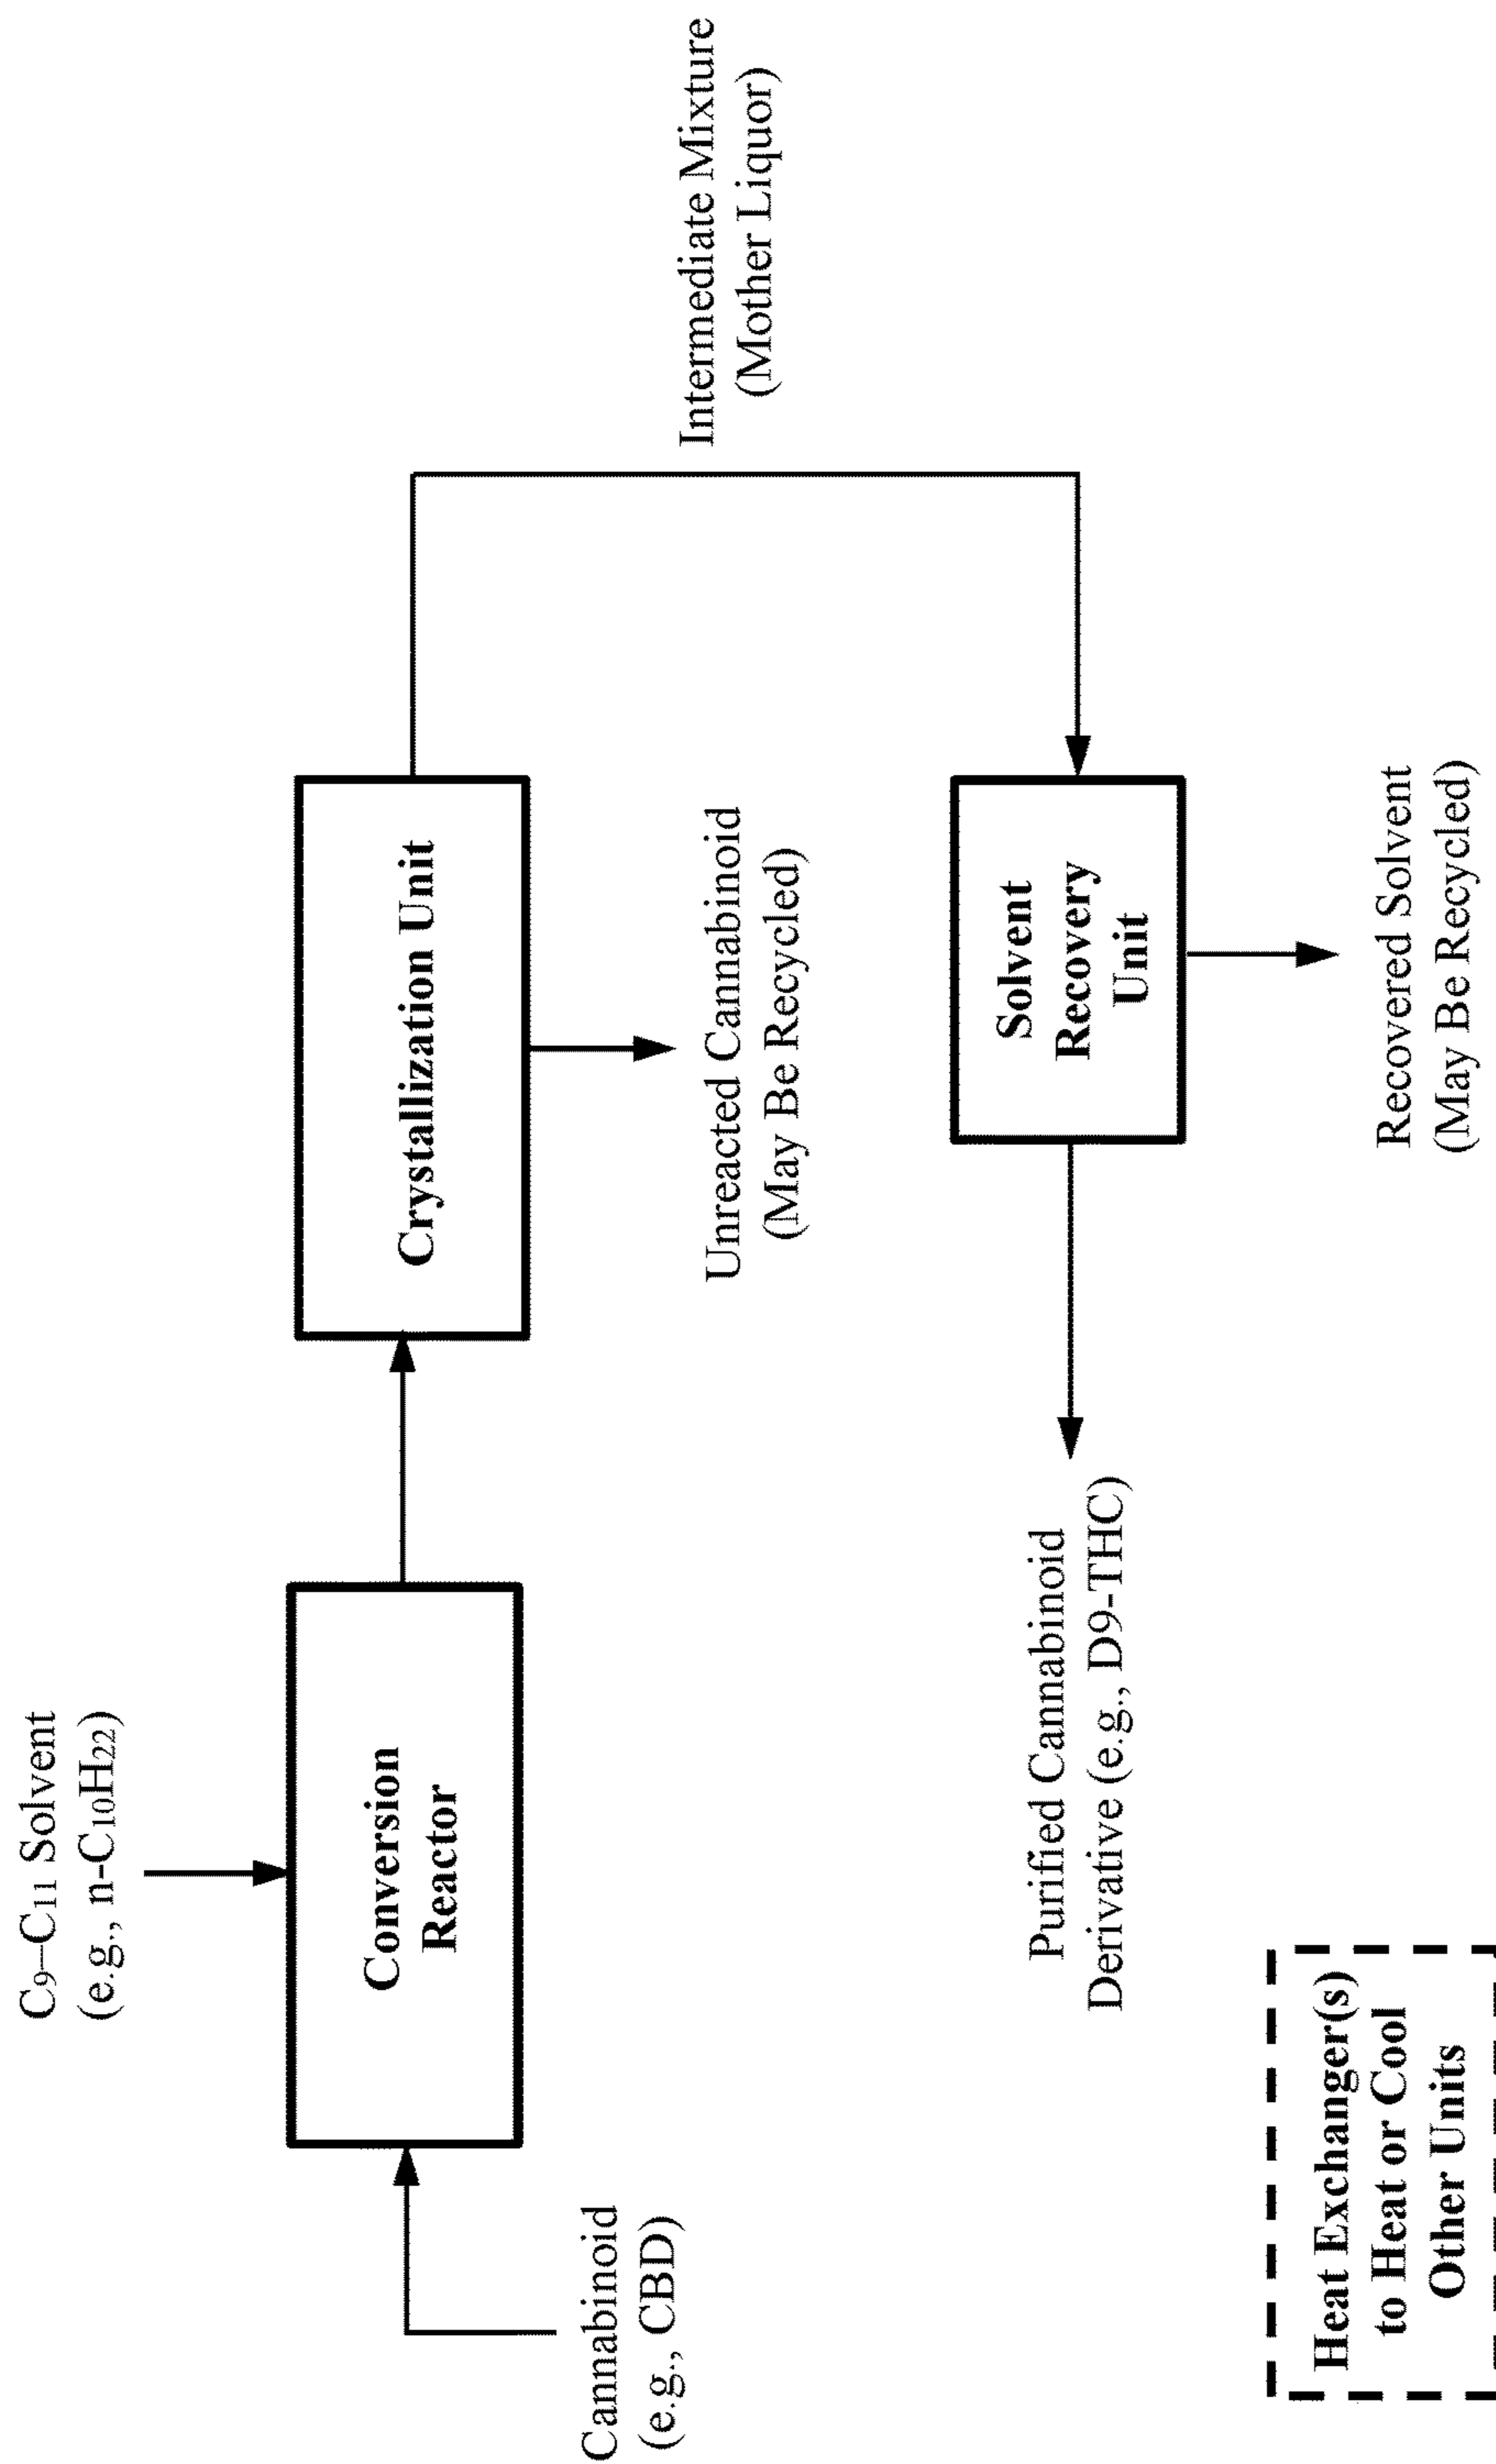 C₉–C₁₁ Solvent
(e.g., n-C₁₀H₂₂)
Cannabinoid
(e.g., CBD)
Conversion
Reactor
Crystallization Unit
Unreacted Cannabinoid
(May Be Recycled)
Intermediate Mixture
(Mother Liquor)
Solvent
Recovery
Unit
Purified Cannabinoid
Derivative (e.g., D9-THC)
Recovered Solvent
(May Be Recycled)
Heat Exchanger(s)
to Heat or Cool
Other Units